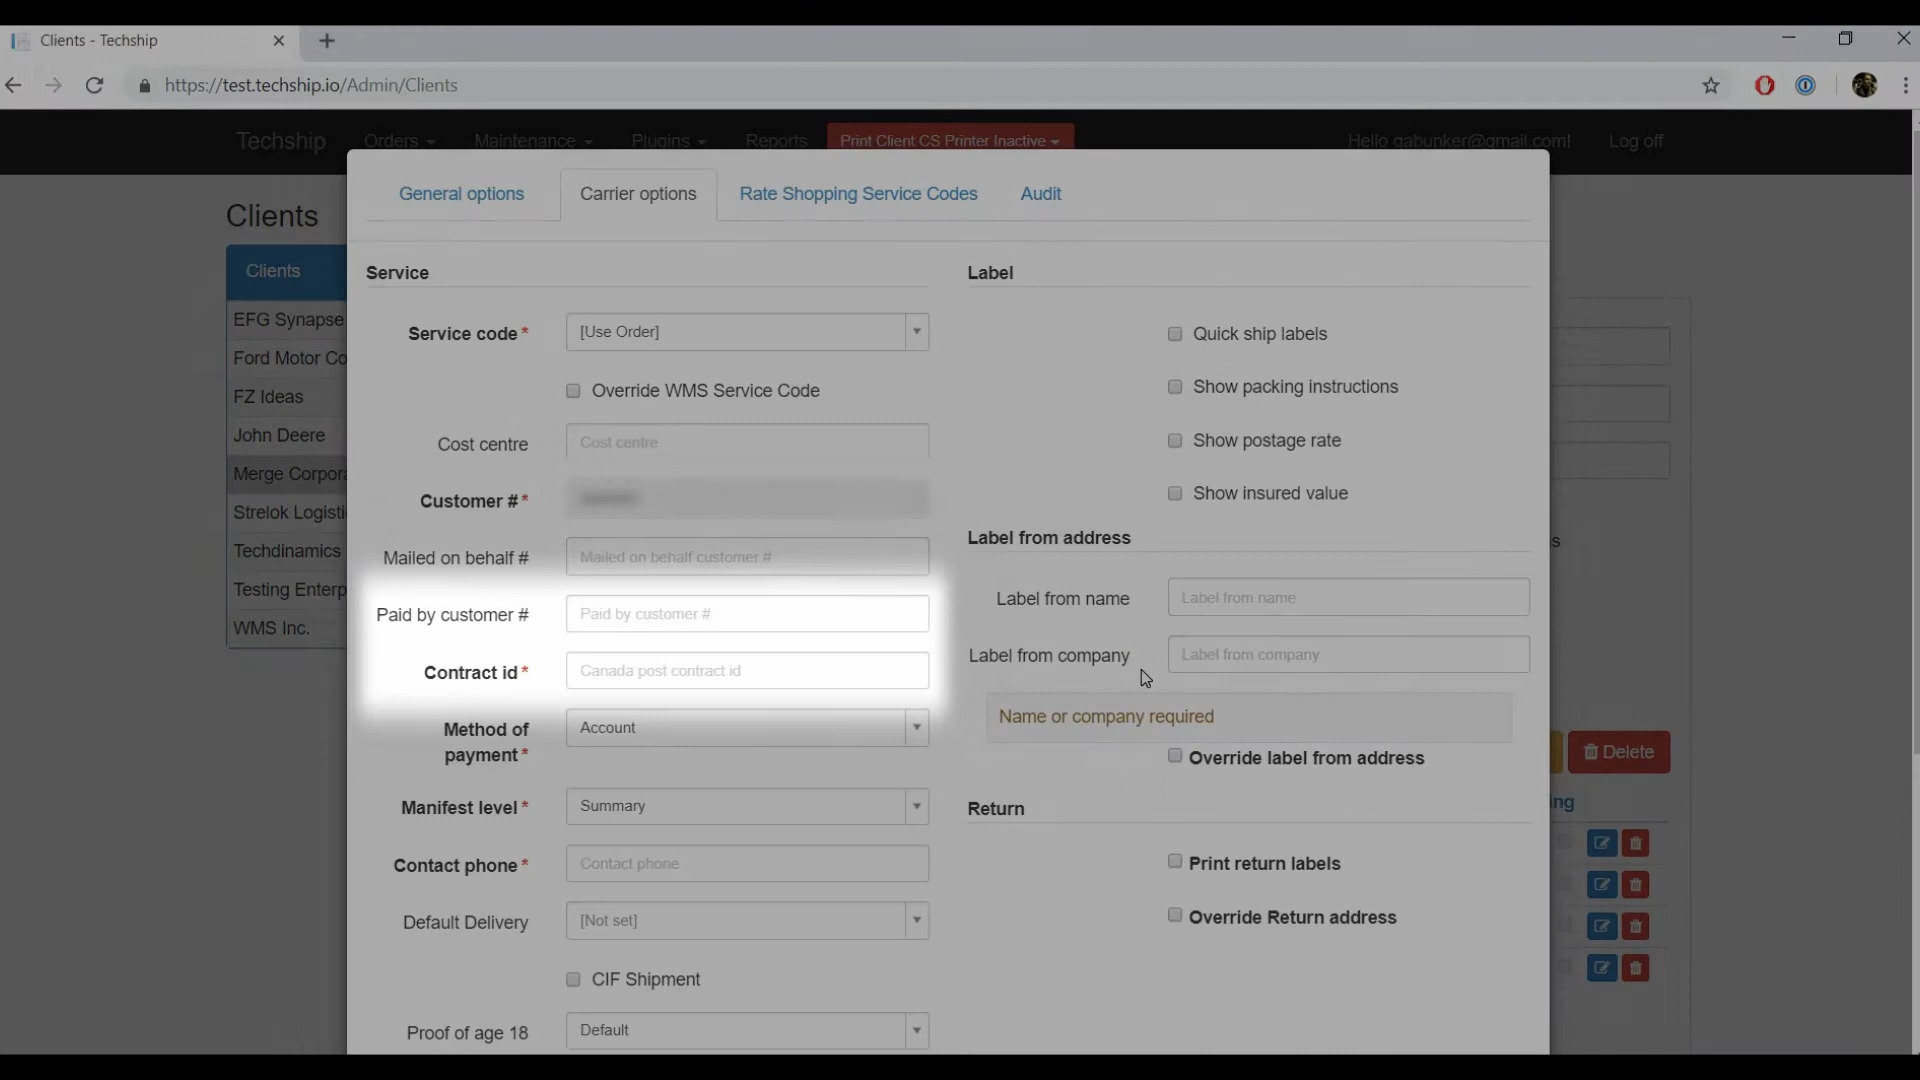 Clients - Techship
https://test.techship.io/Admin/Clients
Techship Orders Maintenance Plugins Reports Print Client CS Printer Inactive Hello gabunker@gmail.com! Log off
General options Carrier options Rate Shopping Service Codes Audit
Clients
Clients
EFG Synapse
Ford Motor Co
FZ Ideas
John Deere
Merge Corpora
Strelok Logisti
Techdinamics
Testing Enterp
WMS Inc.
Service
Service code* [Use Order]
Override WMS Service Code
Cost centre Cost centre
Customer #*
Mailed on behalf # Mailed on behalf customer #
Paid by customer # Paid by customer #
Contract id* Canada post contract id
Method of
payment* Account
Manifest level* Summary
Contact phone* Contact phone
Default Delivery [Not set]
CIF Shipment
Proof of age 18 Default
Label
Quick ship labels
Show packing instructions
Show postage rate
Show insured value
Label from address
Label from name Label from name
Label from company Label from company
Name or company required
Override label from address
Return
Print return labels
Override Return address
s
Delete
ing